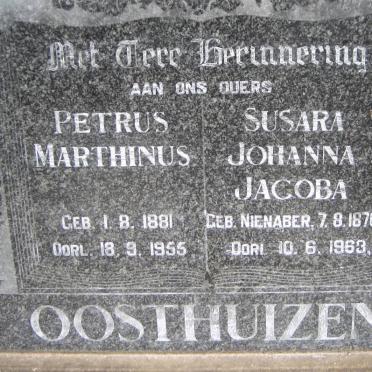 Met Tere Herinnering
AAN ONS OUERS
PETRUS
MARTHINUS
GEB. 1. 8. 1881
OORL. 18. 9. 1955
SUSARA
JOHANNA
JACOBA
GEB. NIENABER, 7. 8. 187
OORL. 10. 6. 1963.
OOSTHUIZEN